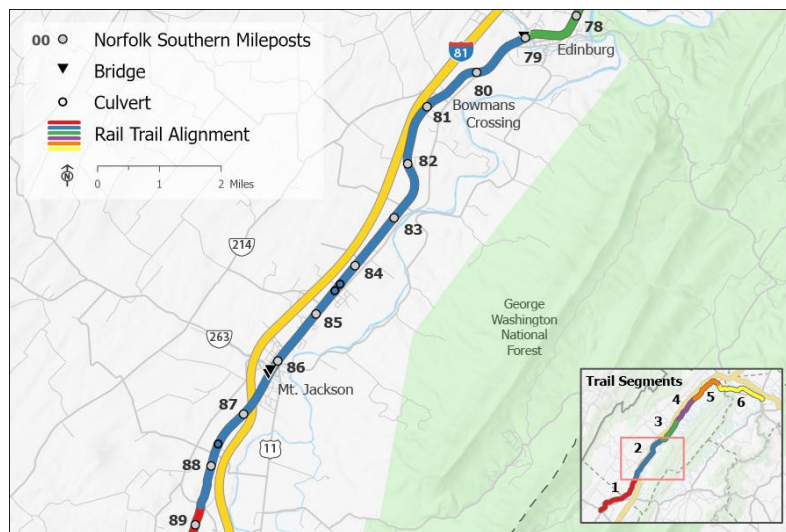 00 Norfolk Southern Mileposts
Bridge
Culvert
Rail Trail Alignment
N
0 1 2 Miles
78
81
79
Edinburg
80
Bowmans
Crossing
81
82
83
214
84
85
George
Washington
National
Forest
263
86
Mt. Jackson
87
11
88
89
Trail Segments
4
5
6
3
2
1